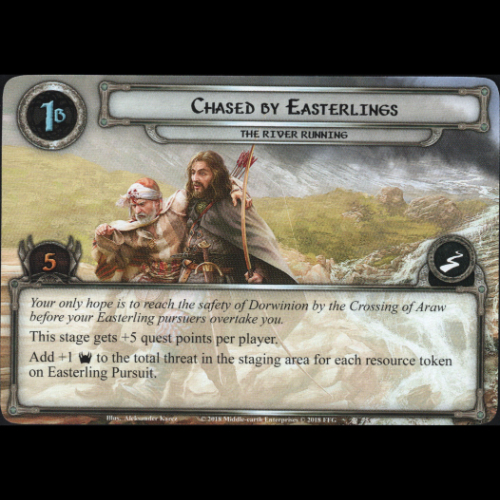 1B
CHASED BY EASTERLINGS
THE RIVER RUNNING
5
Your only hope is to reach the safety of Dorwinion by the Crossing of Araw
before your Easterling pursuers overtake you.
This stage gets +5 quest points per player.
Add +1 to the total threat in the staging area for each resource token
on Easterling Pursuit.
Illus. Aleksander Karcz © 2018 Middle-earth Enterprises © 2018 FFG